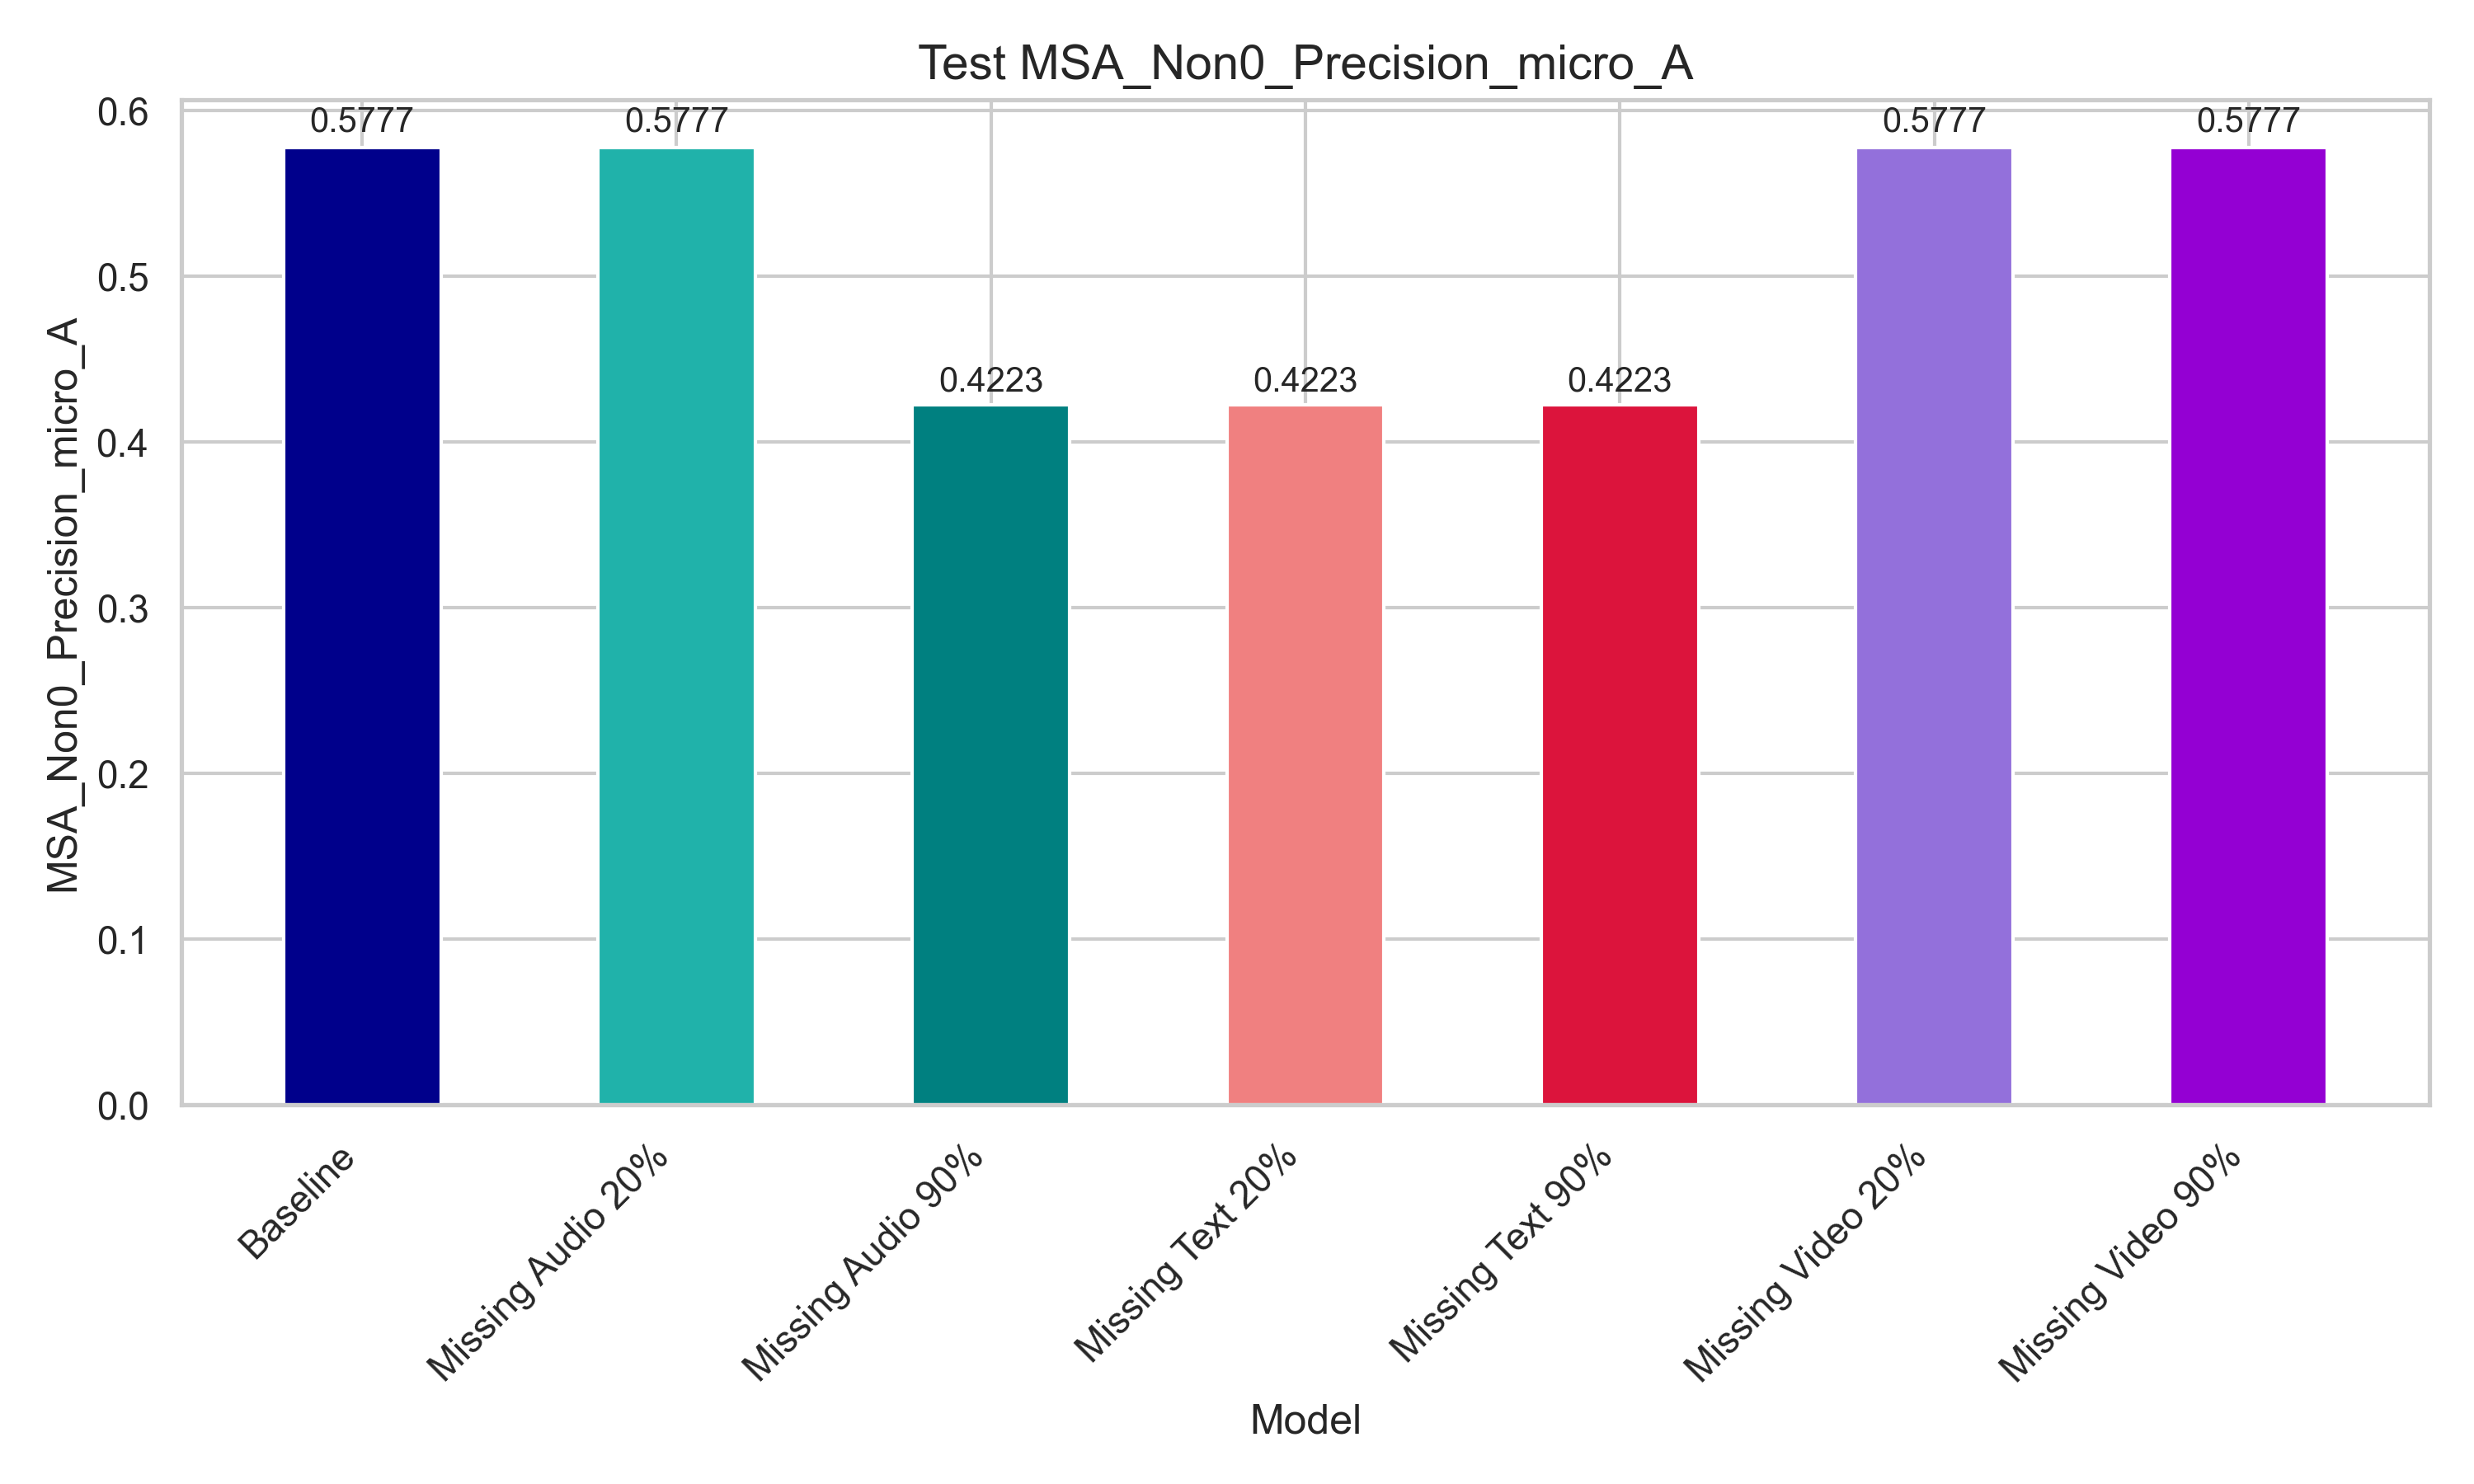 Test MSA_Non0_Precision_micro_A
MSA_Non0_Precision_micro_A
0.6
0.5
0.4
0.3
0.2
0.1
0.0
0.5777
0.5777
0.4223
0.4223
0.4223
0.5777
0.5777
Baseline
Missing Audio 20%
Missing Audio 90%
Missing Text 20%
Missing Text 90%
Missing Video 20%
Missing Video 90%
Model